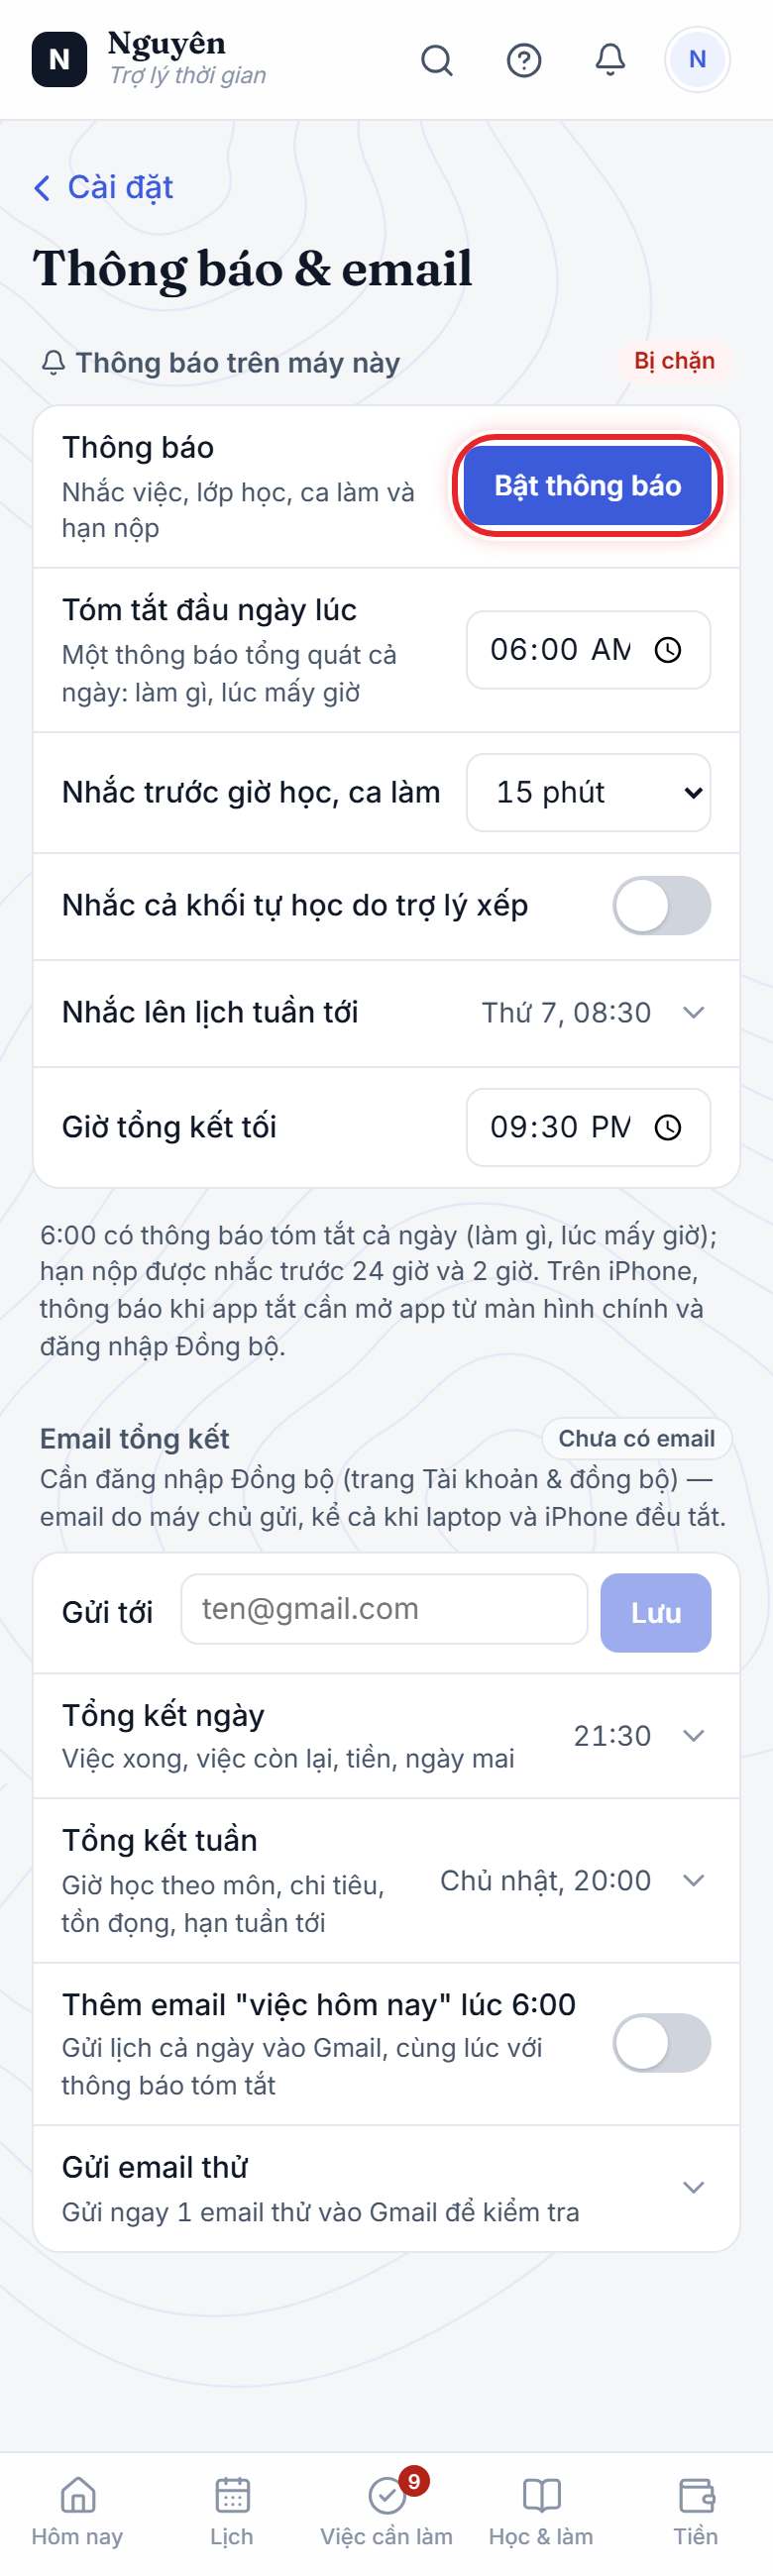 N
Nguyên
Trợ lý thời gian
N
Cài đặt
Thông báo & email
Thông báo trên máy này
Bị chặn
Thông báo
Nhắc việc, lớp học, ca làm và
hạn nộp
Bật thông báo
Tóm tắt đầu ngày lúc
Một thông báo tổng quát cả
ngày: làm gì, lúc mấy giờ
06:00 AM
Nhắc trước giờ học, ca làm
15 phút
Nhắc cả khối tự học do trợ lý xếp
Nhắc lên lịch tuần tới
Thứ 7, 08:30
Giờ tổng kết tối
09:30 PM
6:00 có thông báo tóm tắt cả ngày (làm gì, lúc mấy giờ);
hạn nộp được nhắc trước 24 giờ và 2 giờ. Trên iPhone,
thông báo khi app tắt cần mở app từ màn hình chính và
đăng nhập Đồng bộ.
Email tổng kết
Chưa có email
Cần đăng nhập Đồng bộ (trang Tài khoản & đồng bộ) —
email do máy chủ gửi, kể cả khi laptop và iPhone đều tắt.
Gửi tới
ten@gmail.com
Lưu
Tổng kết ngày
Việc xong, việc còn lại, tiền, ngày mai
21:30
Tổng kết tuần
Giờ học theo môn, chi tiêu,
tồn đọng, hạn tuần tới
Chủ nhật, 20:00
Thêm email "việc hôm nay" lúc 6:00
Gửi lịch cả ngày vào Gmail, cùng lúc với
thông báo tóm tắt
Gửi email thử
Gửi ngay 1 email thử vào Gmail để kiểm tra
9
Hôm nay
Lịch
Việc cần làm
Học & làm
Tiền